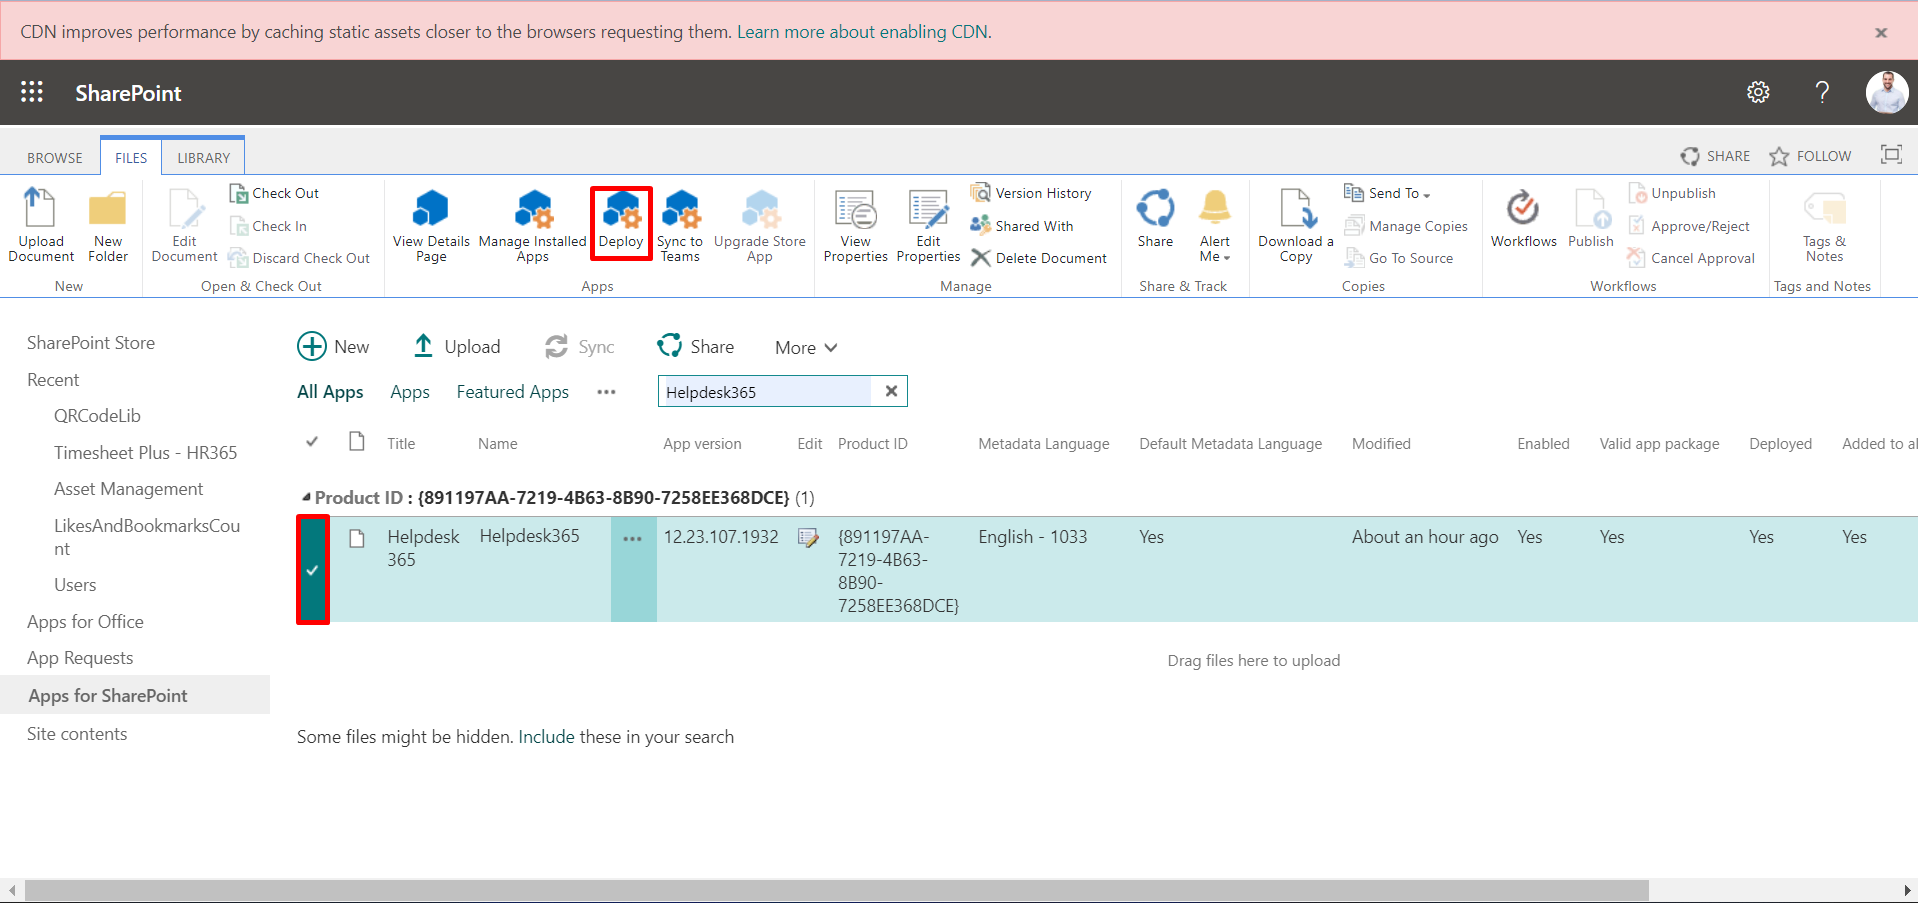 CDN improves performance by caching static assets closer to the browsers requesting them. Learn more about enabling CDN.
SharePoint
BROWSE FILES LIBRARY
SHARE FOLLOW
Upload Document
New Folder
New
Edit Document
Check Out
Check In
Discard Check Out
Open & Check Out
View Details Page
Manage Installed Apps
Deploy
Sync to Teams
Upgrade Store App
Apps
View Properties
Edit Properties
Version History
Shared With
Delete Document
Manage
Share
Alert Me
Share & Track
Download a Copy
Send To
Manage Copies
Go To Source
Copies
Workflows
Publish
Unpublish
Approve/Reject
Cancel Approval
Workflows
Tags & Notes
Tags and Notes
SharePoint Store
Recent
QRCodeLib
Timesheet Plus - HR365
Asset Management
LikesAndBookmarksCou
nt
Users
Apps for Office
App Requests
Apps for SharePoint
Site contents
New Upload Sync Share More
All Apps Apps Featured Apps ••• Helpdesk365
Title Name App version Edit Product ID Metadata Language Default Metadata Language Modified Enabled Valid app package Deployed Added to al
Product ID : {891197AA-7219-4B63-8B90-7258EE368DCE} (1)
Helpdesk Helpdesk365 ••• 12.23.107.1932 {891197AA- English - 1033 Yes About an hour ago Yes Yes Yes Yes
365 7219-4B63-
8B90-
7258EE368DCE}
Drag files here to upload
Some files might be hidden. Include these in your search